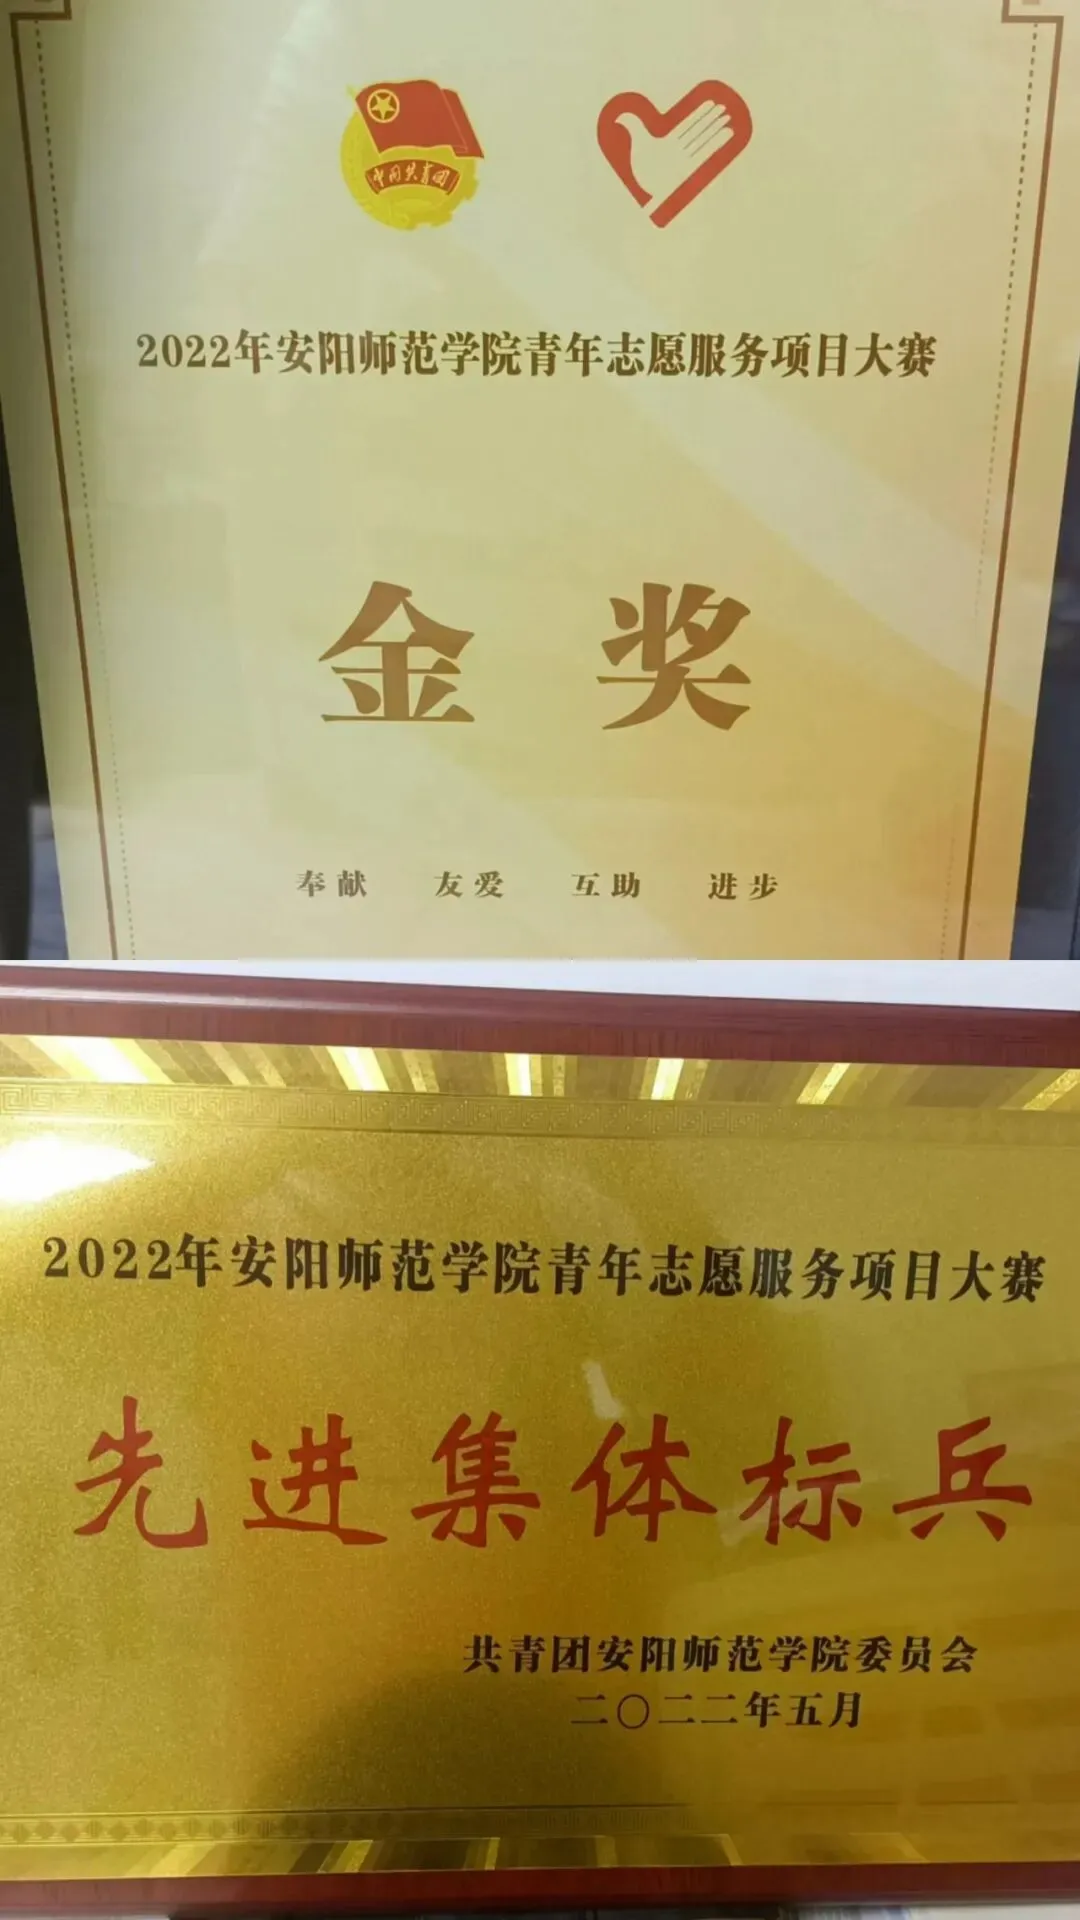 中国共青团
2022年安阳师范学院青年志愿服务项目大赛
金奖
奉献 友爱 互助 进步
2022年安阳师范学院青年志愿服务项目大赛
先进集体标兵
共青团安阳师范学院委员会
二〇二二年五月